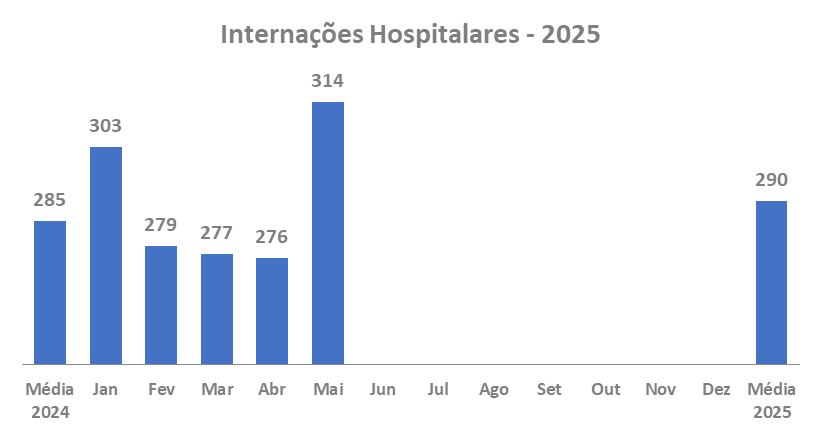 Internações Hospitalares - 2025
314
303
290
285
279
277
276
Média 2024
Jan
Fev
Mar
Abr
Mai
Jun
Jul
Ago
Set
Out
Nov
Dez
Média 2025